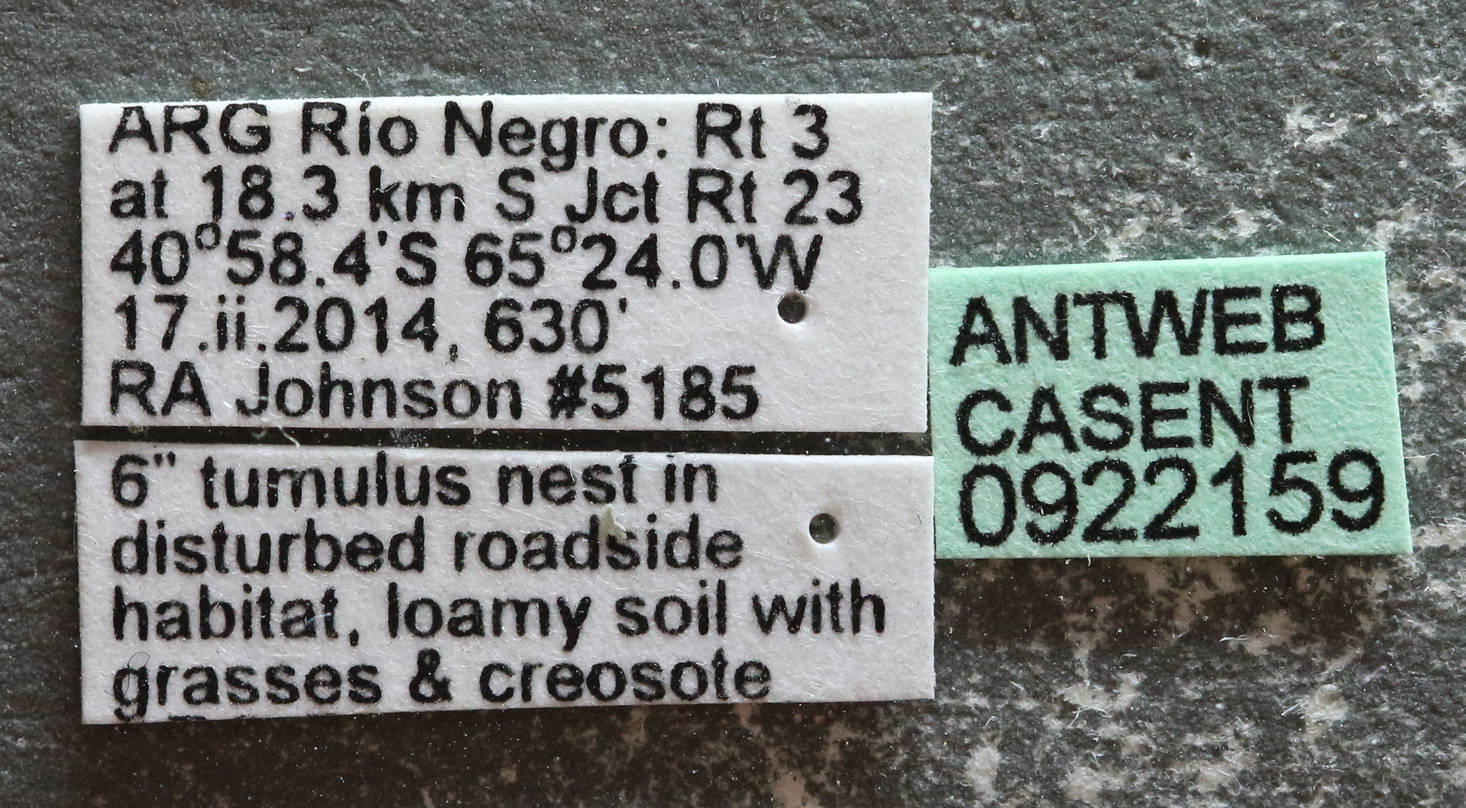 ARG Río Negro: Rt 3
at 18.3 km S Jct Rt 23
40°58.4'S 65°24.0'W
17.ii.2014, 630'
RA Johnson #5185
6" tumulus nest in
disturbed roadside
habitat, loamy soil with
grasses & creosote
ANTWEB
CASENT
0922159